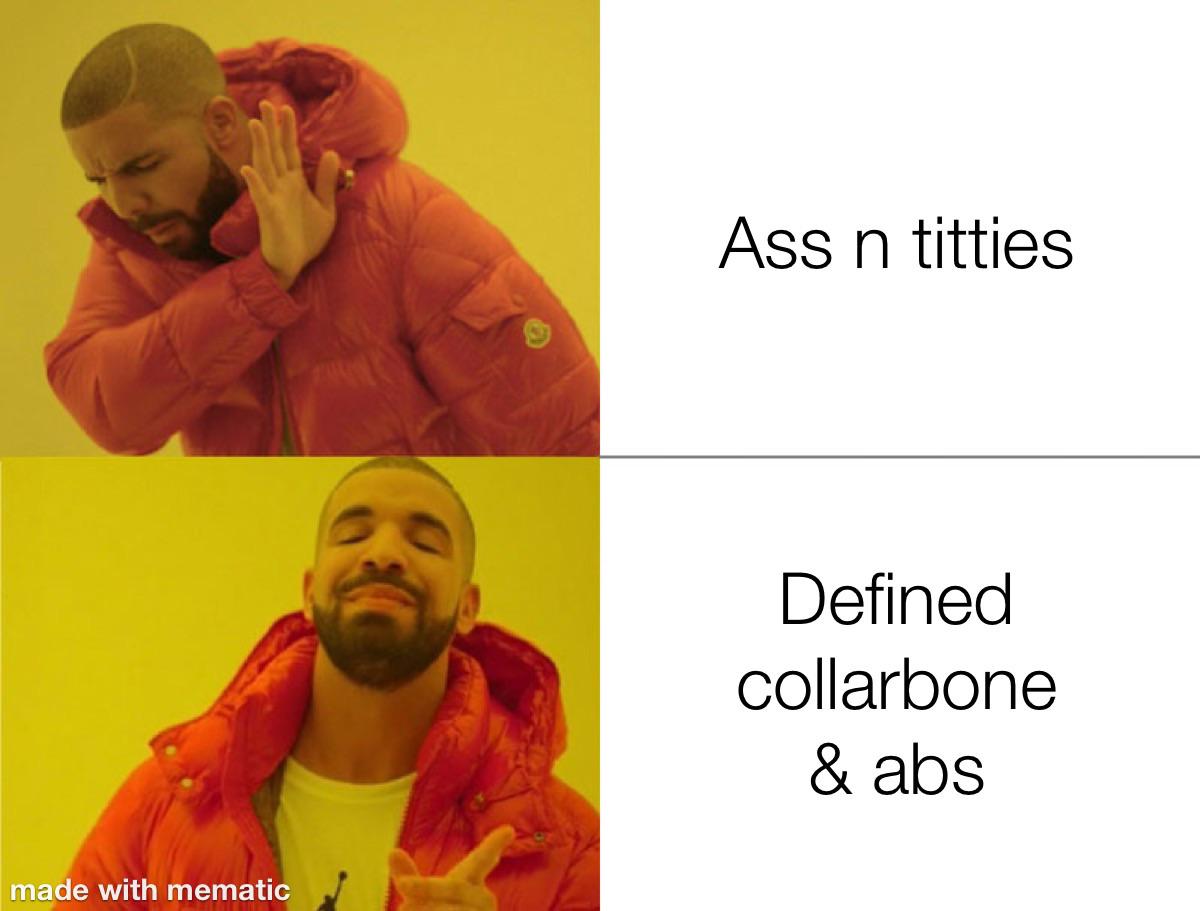 Ass n titties
Defined
collarbone
& abs
made with mematic